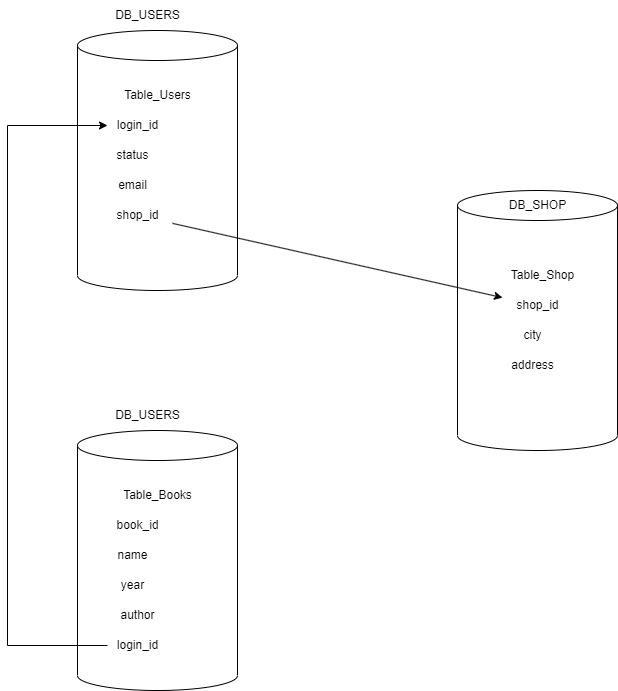 DB_USERS
Table_Users
login_id
status
email
shop_id
DB_SHOP
Table_Shop
shop_id
city
address
DB_USERS
Table_Books
book_id
name
year
author
login_id